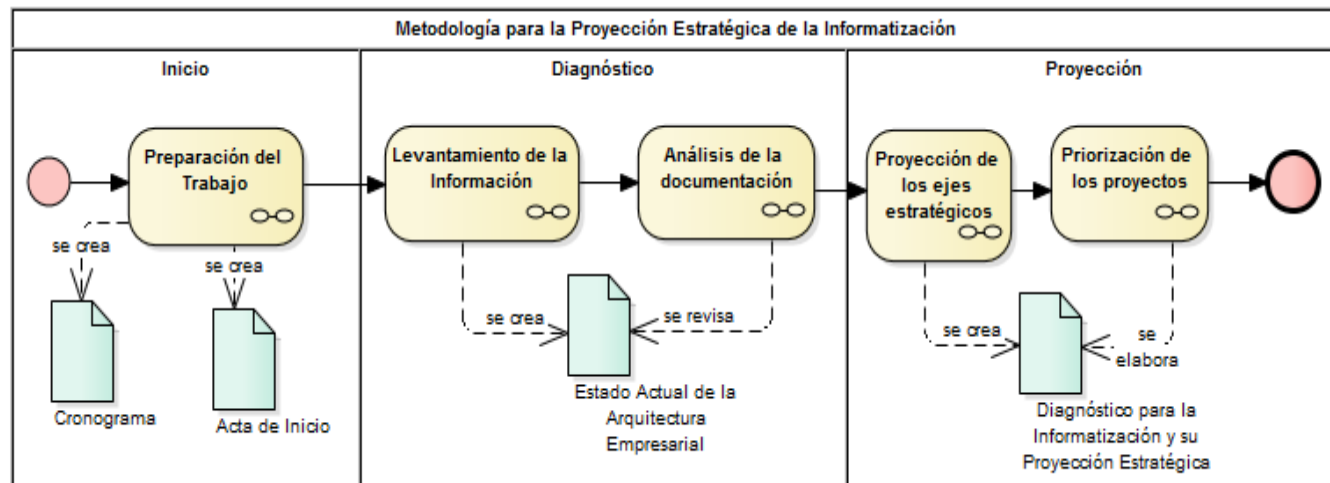 Metodología para la Proyección Estratégica de la Informatización
Inicio
Diagnóstico
Proyección
Preparación del
Trabajo
Levantamiento de la
Información
Análisis de la
documentación
Proyección de
los ejes
estratégicos
Priorización de
los proyectos
se crea
se crea
se crea
se revisa
se crea
se
elabora
Cronograma
Acta de Inicio
Estado Actual de la
Arquitectura
Empresarial
Diagnóstico para la
Informatización y su
Proyección Estratégica